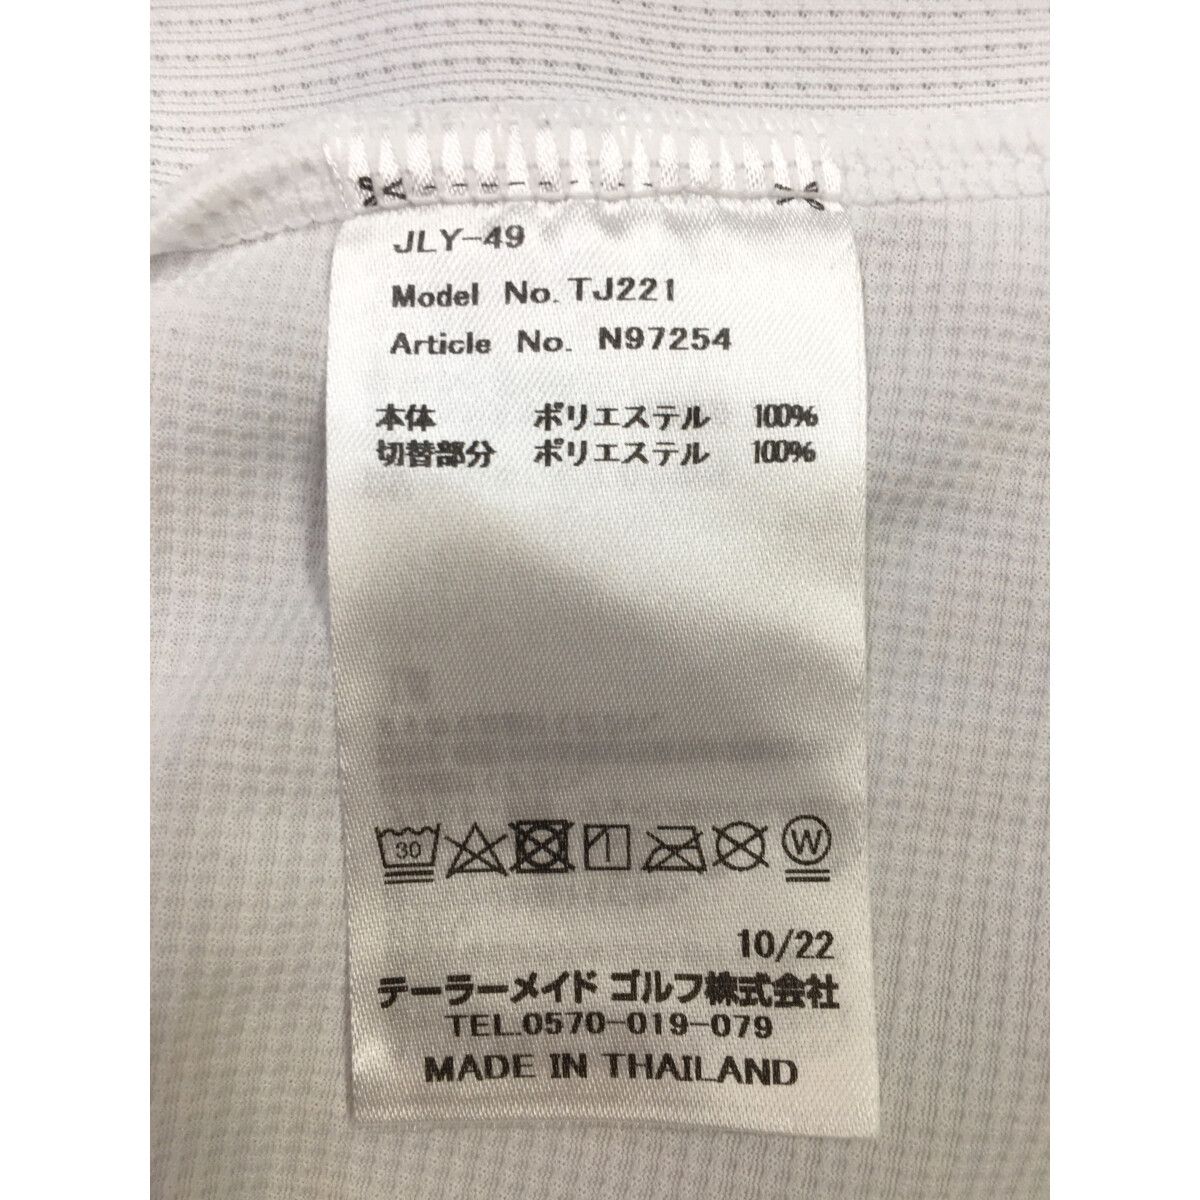 JLY-49
Model No. TJ221
Article No. N97254
本体 ポリエステル 100%
切替部分 ポリエステル 100%
30
W
10/22
テーラーメイド ゴルフ株式会社
TEL.0570-019-079
MADE IN THAILAND